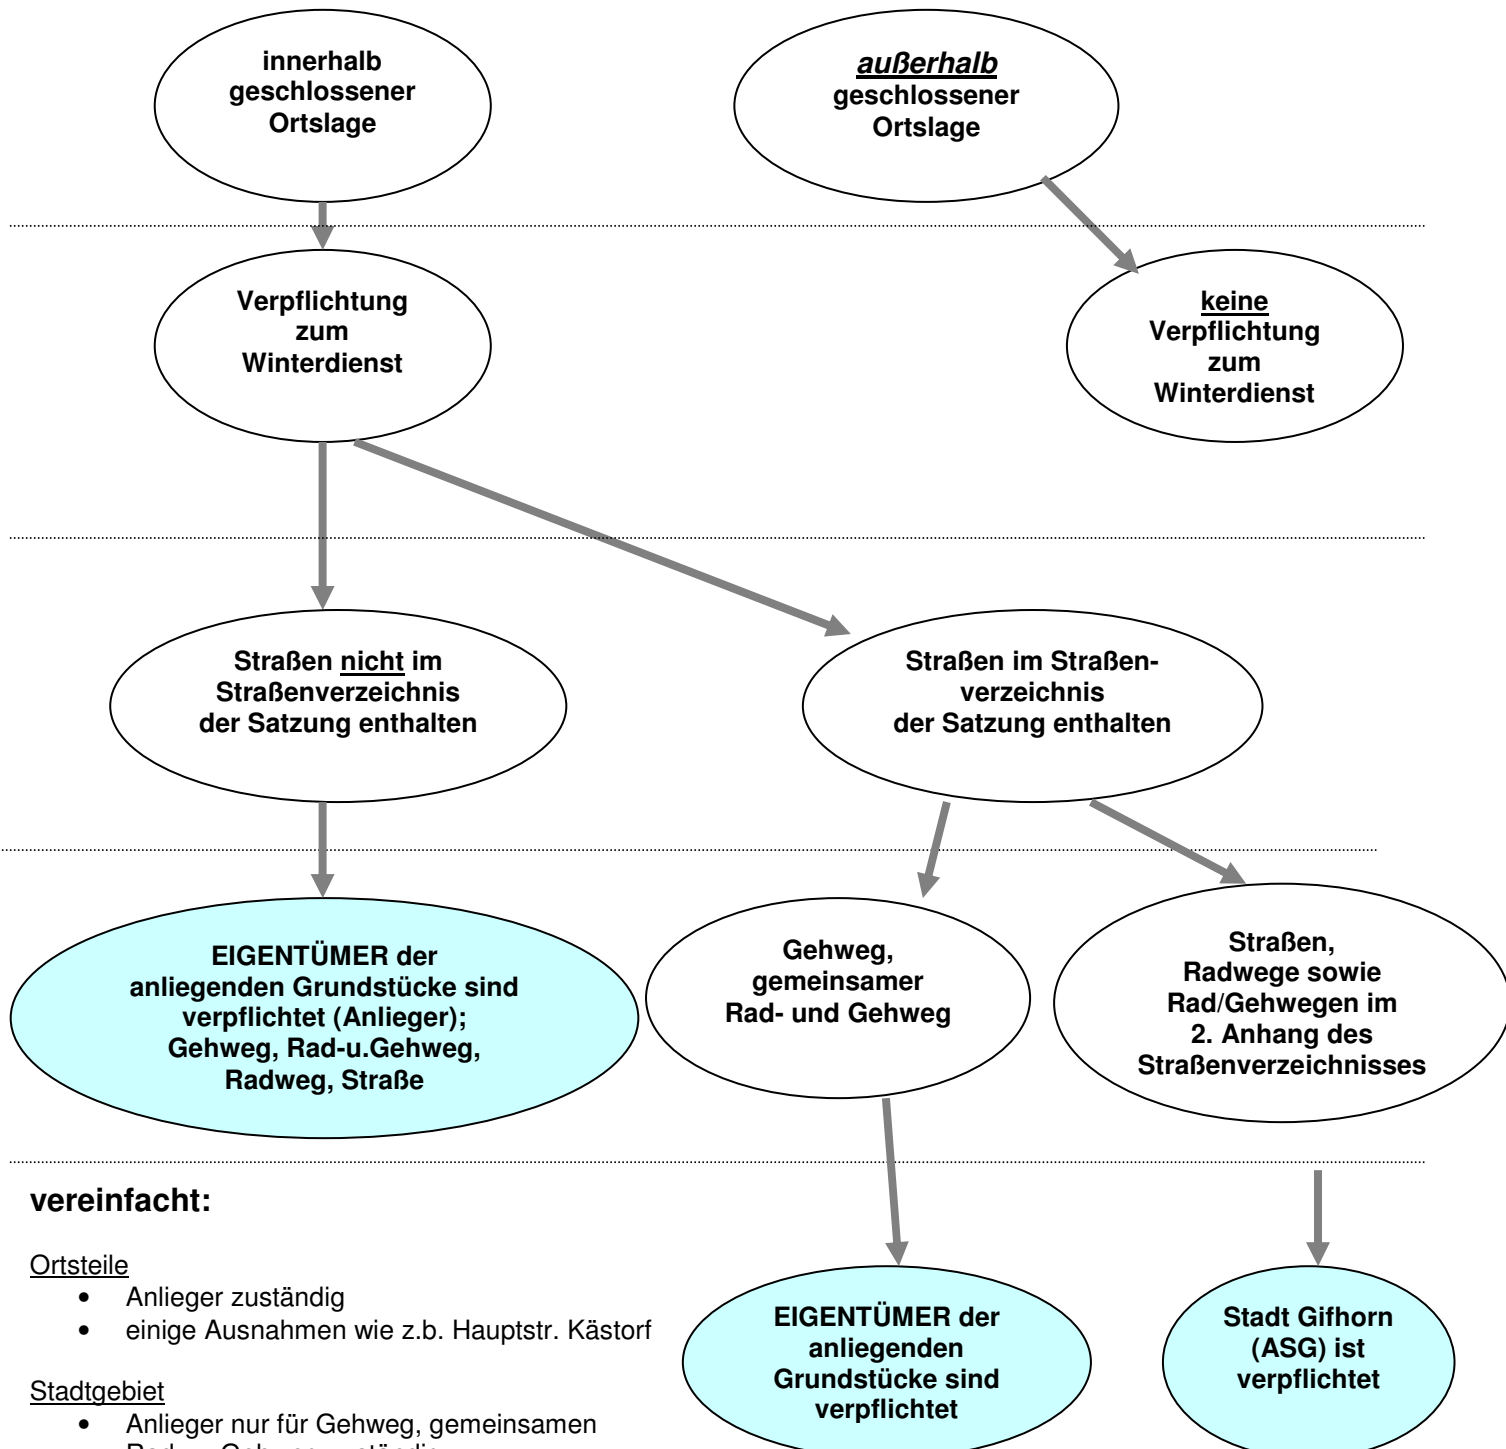 innerhalb
geschlossener
Ortslage
außerhalb
geschlossener
Ortslage
Verpflichtung
zum
Winterdienst
keine
Verpflichtung
zum
Winterdienst
Straßen nicht im
Straßenverzeichnis
der Satzung enthalten
Straßen im Straßen-
verzeichnis
der Satzung enthalten
EIGENTÜMER der
anliegenden Grundstücke sind
verpflichtet (Anlieger);
Gehweg, Rad-u.Gehweg,
Radweg, Straße
Gehweg,
gemeinsamer
Rad- und Gehweg
Straßen,
Radwege sowie
Rad/Gehwegen im
2. Anhang des
Straßenverzeichnisses
vereinfacht:
Ortsteile
• Anlieger zuständig
• einige Ausnahmen wie z.b. Hauptstr. Kästorf
Stadtgebiet
• Anlieger nur für Gehweg, gemeinsamen
EIGENTÜMER der
anliegenden
Grundstücke sind
verpflichtet
Stadt Gifhorn
(ASG) ist
verpflichtet